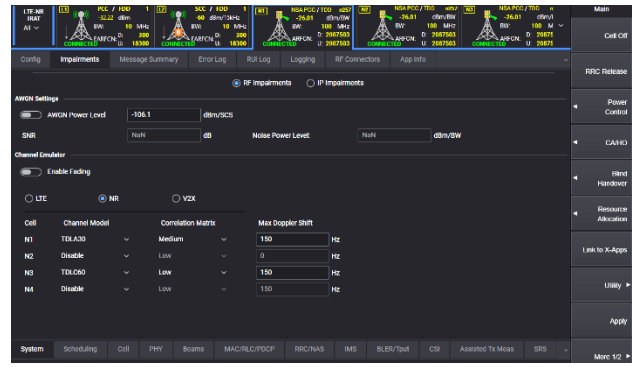 LTE-NR IRAT
All
L1 PCC / FDD 1
-32.22 dBm
BW: 10 MHz
EARFCN: D: 300
U: 18300
CONNECTED
L2 SCC / FDD 1
-60 dBm/15kHz
BW: 10 MHz
EARFCN: D: 300
U: 18300
CONNECTED
N1 NSA PCC / TDD n257
-26.01 dBm/BW
BW: 100 MHz
ARFCN: D: 2087503
U: 2087503
CONNECTED
N2 NSA PCC / TDD n257
-26.01 dBm/BW
BW: 100 MHz
ARFCN: D: 2087503
U: 2087503
CONNECTED
N3 NSA PCC / TDD n
-26.01 dBm/
BW: 100 M
ARFCN: D: 20875
U: 20875
CONNECTED
Config Impairments Message Summary Error Log RUI Log Logging RF Connectors App Info
RF Impairments IP Impairments
AWGN Settings
AWGN Power Level -106.1 dBm/SCS
SNR NaN dB Noise Power Level: NaN dBm/BW
Channel Emulator
Enable Fading
LTE NR V2X
Cell Channel Model Correlation Matrix Max Doppler Shift
N1 TDLA30 Medium 150 Hz
N2 Disable Low 0 Hz
N3 TDLC60 Low 150 Hz
N4 Disable Low 150 Hz
System Scheduling Cell PHY Beams MAC/RLC/PDCP RRC/NAS IMS BLER/Tput CSI Assisted Tx Meas SRS
Main
Cell Off
RRC Release
Power Control
CA/HO
Blind Handover
Resource Allocation
Link to X-Apps
Utility
Apply
More 1/2